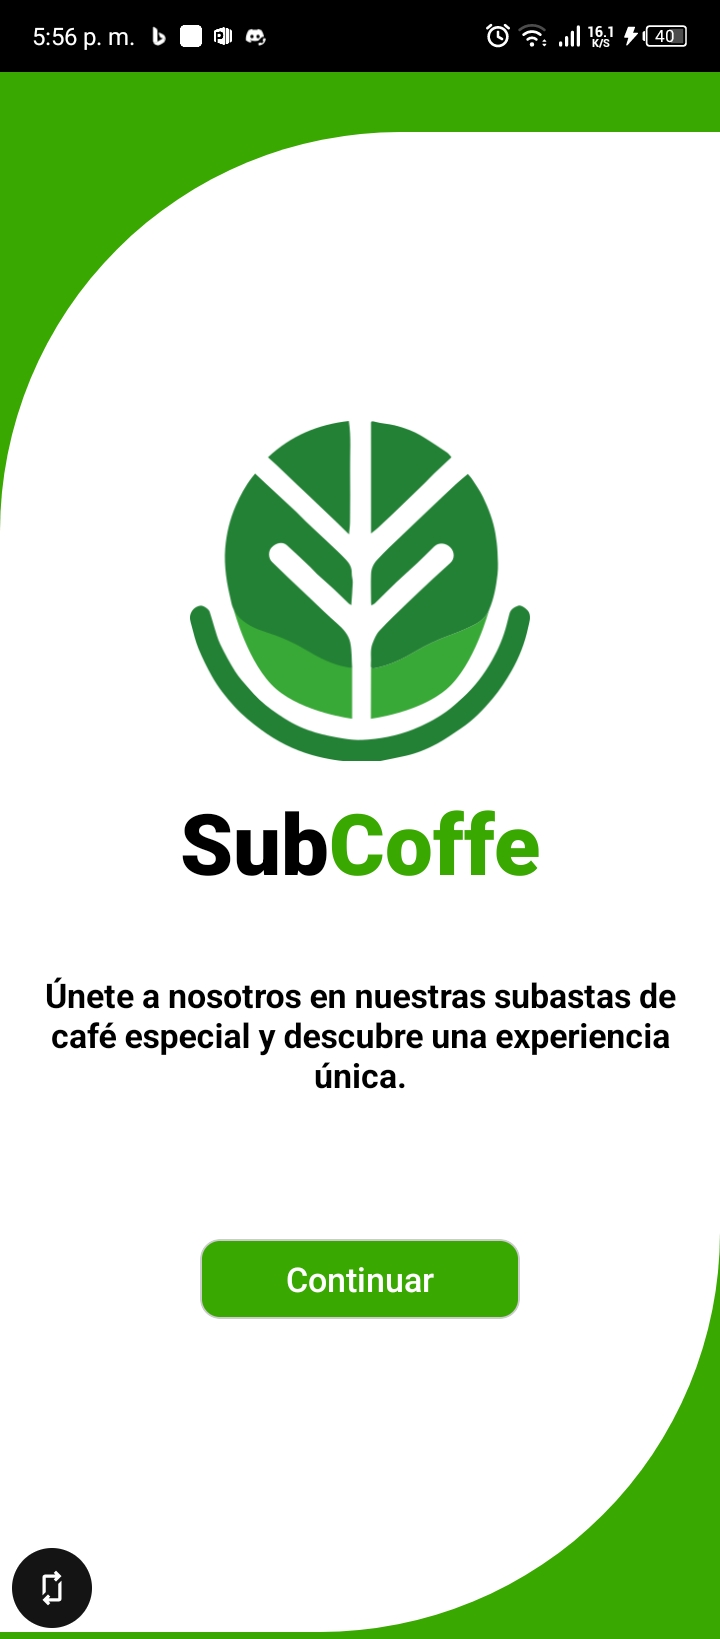 5:56 p. m.
16.1
K/S
40
SubCoffe
Únete a nosotros en nuestras subastas de
café especial y descubre una experiencia
única.
Continuar